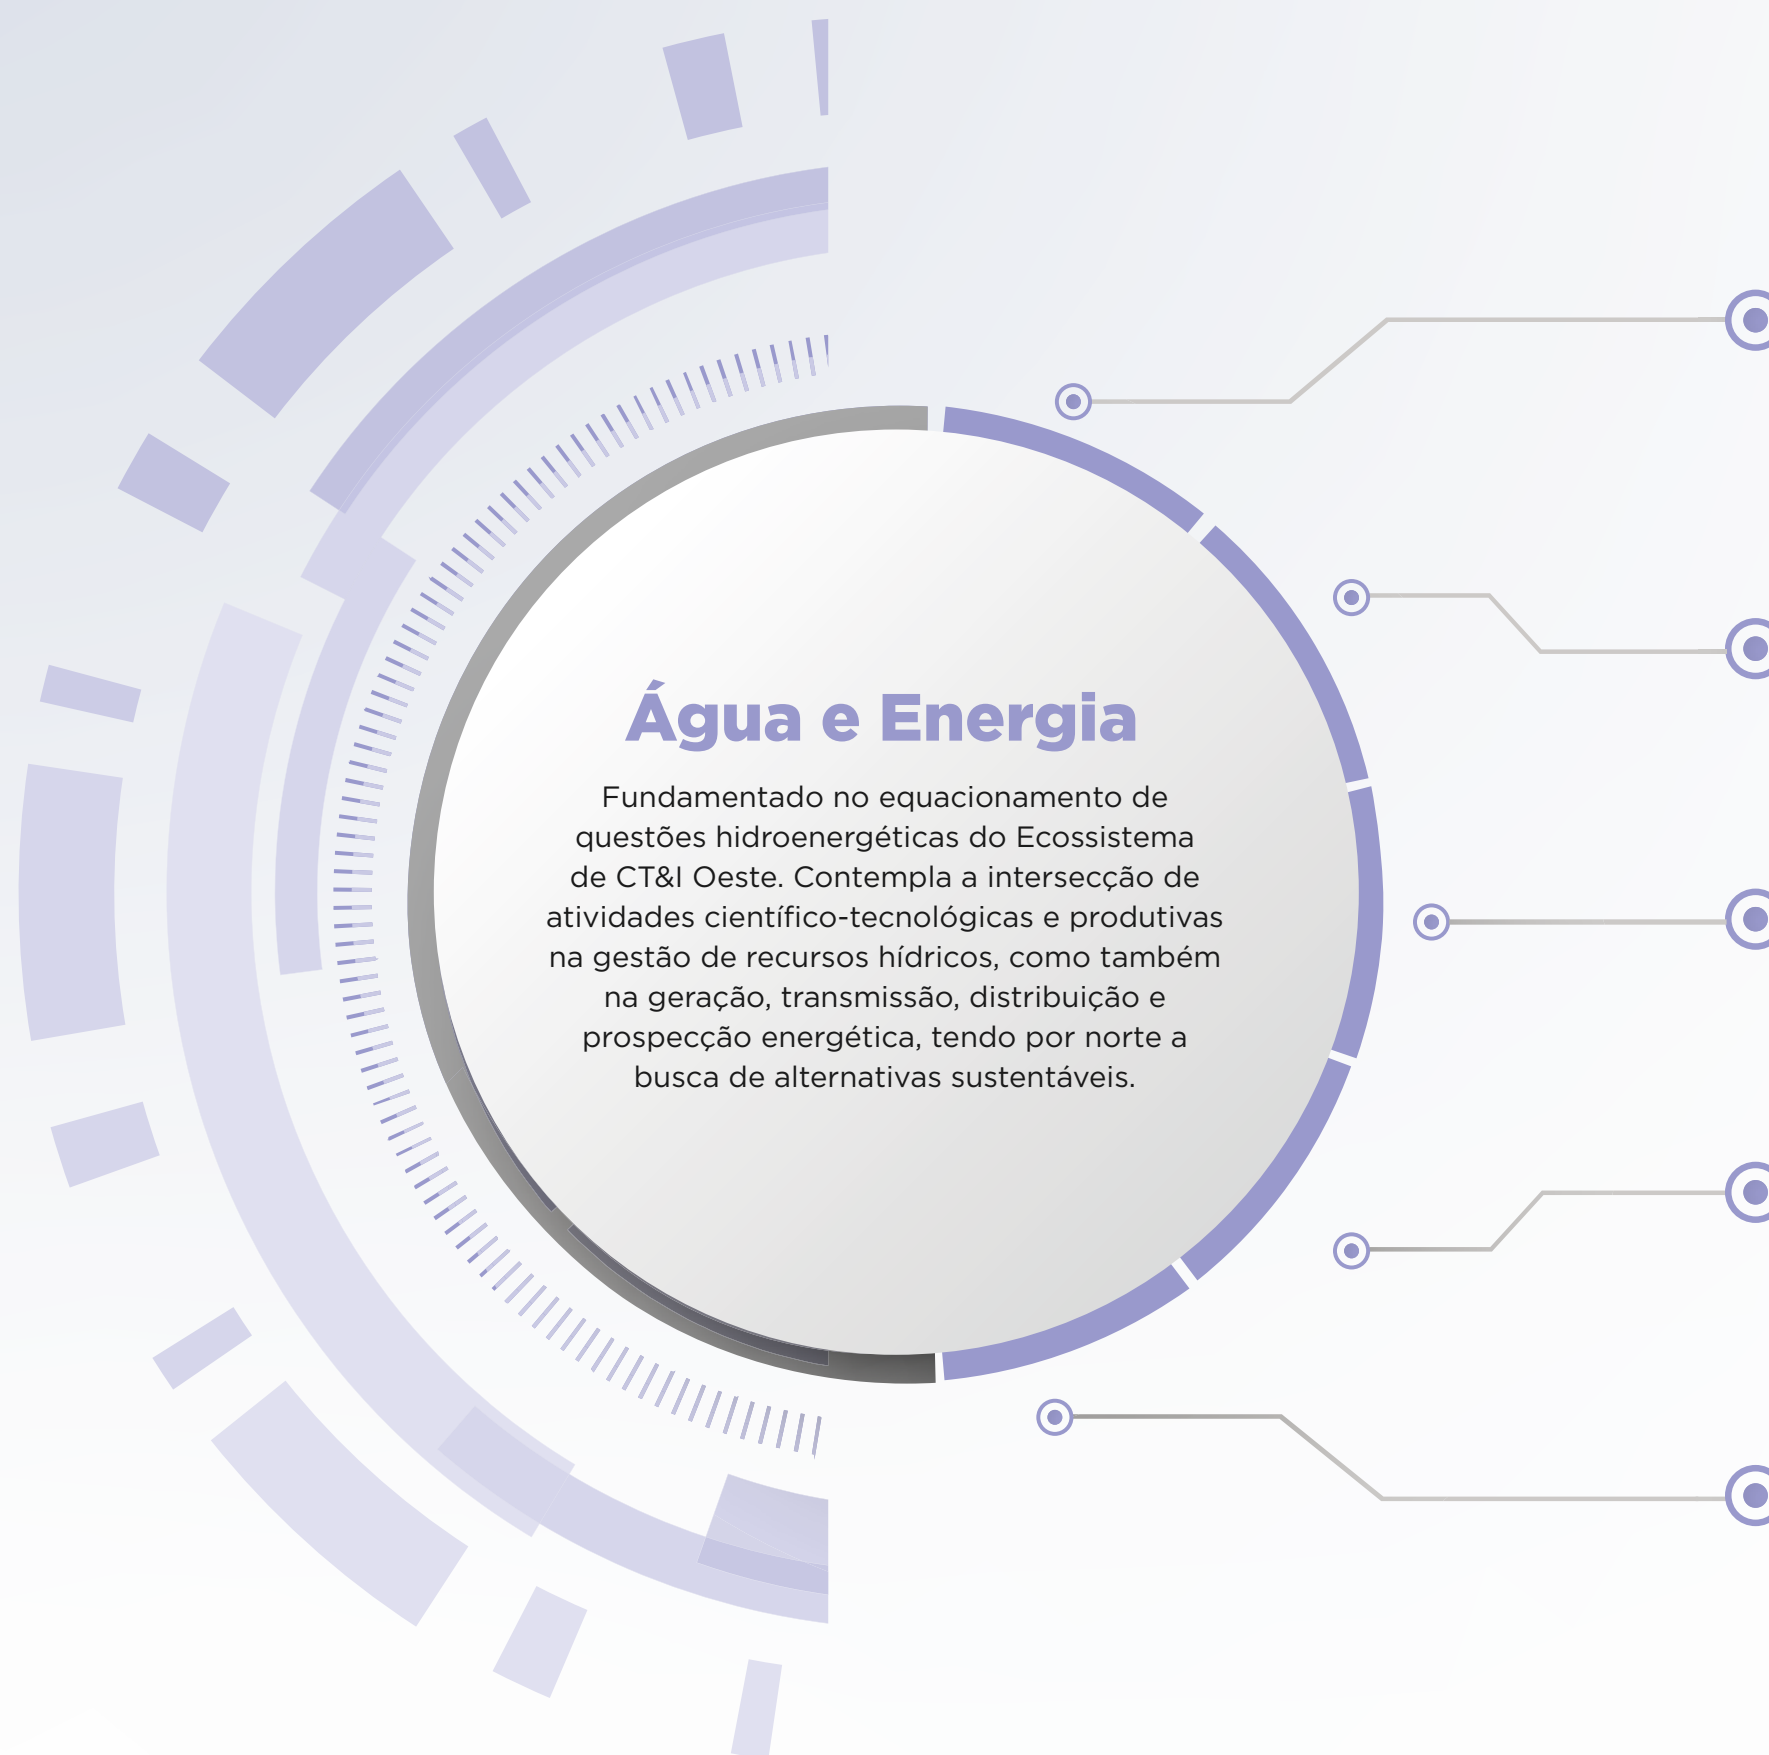 Água e Energia
Fundamentado no equacionamento de
questões hidroenergéticas do Ecossistema
de CT&I Oeste. Contempla a intersecção de
atividades científico-tecnológicas e produtivas
na gestão de recursos hídricos, como também
na geração, transmissão, distribuição e
prospecção energética, tendo por norte a
busca de alternativas sustentáveis.